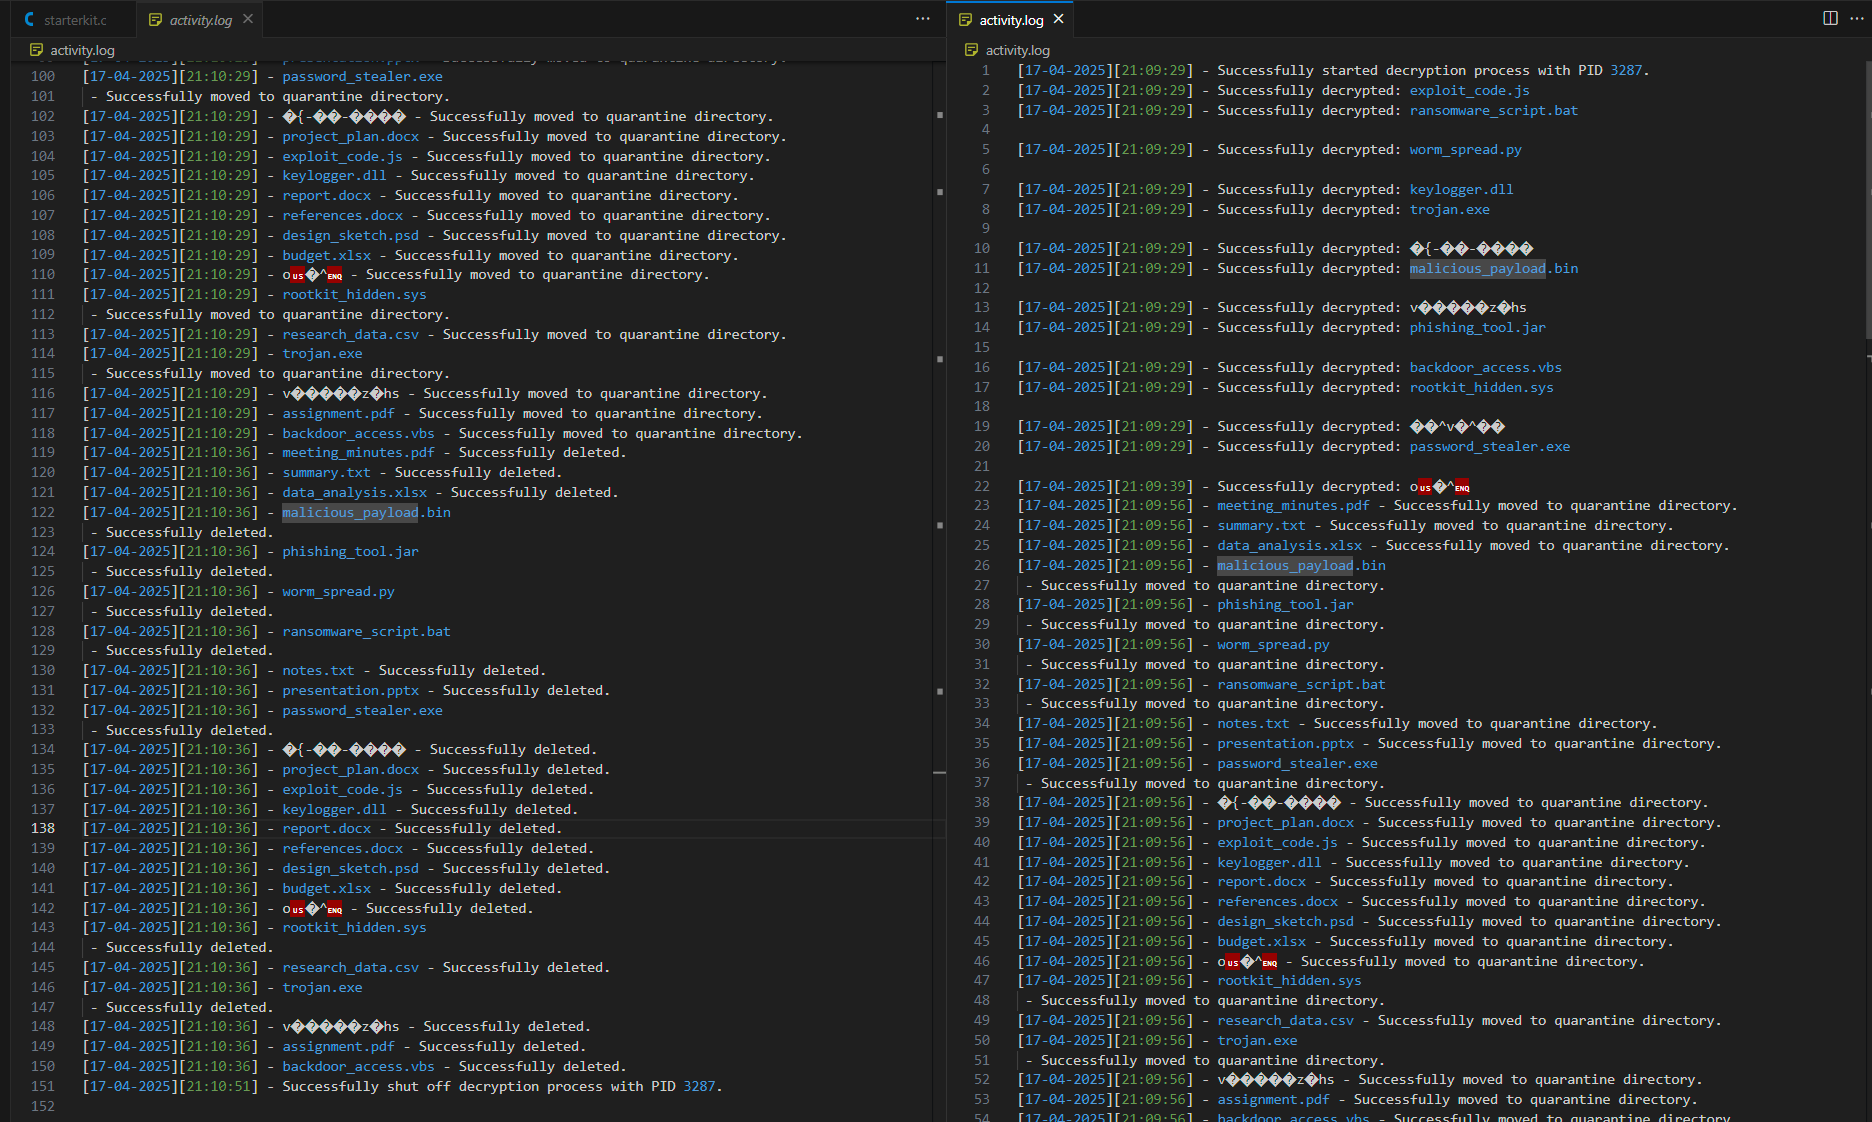 starterkit.c
activity.log
activity.log
100 [17-04-2025][21:10:29] - password_stealer.exe
101  - Successfully moved to quarantine directory.
102 [17-04-2025][21:10:29] - �{-��-���� - Successfully moved to quarantine directory.
103 [17-04-2025][21:10:29] - project_plan.docx - Successfully moved to quarantine directory.
104 [17-04-2025][21:10:29] - exploit_code.js - Successfully moved to quarantine directory.
105 [17-04-2025][21:10:29] - keylogger.dll - Successfully moved to quarantine directory.
106 [17-04-2025][21:10:29] - report.docx - Successfully moved to quarantine directory.
107 [17-04-2025][21:10:29] - references.docx - Successfully moved to quarantine directory.
108 [17-04-2025][21:10:29] - design_sketch.psd - Successfully moved to quarantine directory.
109 [17-04-2025][21:10:29] - budget.xlsx - Successfully moved to quarantine directory.
110 [17-04-2025][21:10:29] - oUS�^ENQ - Successfully moved to quarantine directory.
111 [17-04-2025][21:10:29] - rootkit_hidden.sys
112  - Successfully moved to quarantine directory.
113 [17-04-2025][21:10:29] - research_data.csv - Successfully moved to quarantine directory.
114 [17-04-2025][21:10:29] - trojan.exe
115  - Successfully moved to quarantine directory.
116 [17-04-2025][21:10:29] - v�����z�hs - Successfully moved to quarantine directory.
117 [17-04-2025][21:10:29] - assignment.pdf - Successfully moved to quarantine directory.
118 [17-04-2025][21:10:29] - backdoor_access.vbs - Successfully moved to quarantine directory.
119 [17-04-2025][21:10:36] - meeting_minutes.pdf - Successfully deleted.
120 [17-04-2025][21:10:36] - summary.txt - Successfully deleted.
121 [17-04-2025][21:10:36] - data_analysis.xlsx - Successfully deleted.
122 [17-04-2025][21:10:36] - malicious_payload.bin
123  - Successfully deleted.
124 [17-04-2025][21:10:36] - phishing_tool.jar
125  - Successfully deleted.
126 [17-04-2025][21:10:36] - worm_spread.py
127  - Successfully deleted.
128 [17-04-2025][21:10:36] - ransomware_script.bat
129  - Successfully deleted.
130 [17-04-2025][21:10:36] - notes.txt - Successfully deleted.
131 [17-04-2025][21:10:36] - presentation.pptx - Successfully deleted.
132 [17-04-2025][21:10:36] - password_stealer.exe
133  - Successfully deleted.
134 [17-04-2025][21:10:36] - �{-��-���� - Successfully deleted.
135 [17-04-2025][21:10:36] - project_plan.docx - Successfully deleted.
136 [17-04-2025][21:10:36] - exploit_code.js - Successfully deleted.
137 [17-04-2025][21:10:36] - keylogger.dll - Successfully deleted.
138 [17-04-2025][21:10:36] - report.docx - Successfully deleted.
139 [17-04-2025][21:10:36] - references.docx - Successfully deleted.
140 [17-04-2025][21:10:36] - design_sketch.psd - Successfully deleted.
141 [17-04-2025][21:10:36] - budget.xlsx - Successfully deleted.
142 [17-04-2025][21:10:36] - oUS�^ENQ - Successfully deleted.
143 [17-04-2025][21:10:36] - rootkit_hidden.sys
144  - Successfully deleted.
145 [17-04-2025][21:10:36] - research_data.csv - Successfully deleted.
146 [17-04-2025][21:10:36] - trojan.exe
147  - Successfully deleted.
148 [17-04-2025][21:10:36] - v�����z�hs - Successfully deleted.
149 [17-04-2025][21:10:36] - assignment.pdf - Successfully deleted.
150 [17-04-2025][21:10:36] - backdoor_access.vbs - Successfully deleted.
151 [17-04-2025][21:10:51] - Successfully shut off decryption process with PID 3287.
152
activity.log
activity.log
1 [17-04-2025][21:09:29] - Successfully started decryption process with PID 3287.
2 [17-04-2025][21:09:29] - Successfully decrypted: exploit_code.js
3 [17-04-2025][21:09:29] - Successfully decrypted: ransomware_script.bat
4
5 [17-04-2025][21:09:29] - Successfully decrypted: worm_spread.py
6
7 [17-04-2025][21:09:29] - Successfully decrypted: keylogger.dll
8 [17-04-2025][21:09:29] - Successfully decrypted: trojan.exe
9
10 [17-04-2025][21:09:29] - Successfully decrypted: �{-��-����
11 [17-04-2025][21:09:29] - Successfully decrypted: malicious_payload.bin
12
13 [17-04-2025][21:09:29] - Successfully decrypted: v�����z�hs
14 [17-04-2025][21:09:29] - Successfully decrypted: phishing_tool.jar
15
16 [17-04-2025][21:09:29] - Successfully decrypted: backdoor_access.vbs
17 [17-04-2025][21:09:29] - Successfully decrypted: rootkit_hidden.sys
18
19 [17-04-2025][21:09:29] - Successfully decrypted: ��^v�^��
20 [17-04-2025][21:09:29] - Successfully decrypted: password_stealer.exe
21
22 [17-04-2025][21:09:39] - Successfully decrypted: oUS�^ENQ
23 [17-04-2025][21:09:56] - meeting_minutes.pdf - Successfully moved to quarantine directory.
24 [17-04-2025][21:09:56] - summary.txt - Successfully moved to quarantine directory.
25 [17-04-2025][21:09:56] - data_analysis.xlsx - Successfully moved to quarantine directory.
26 [17-04-2025][21:09:56] - malicious_payload.bin
27  - Successfully moved to quarantine directory.
28 [17-04-2025][21:09:56] - phishing_tool.jar
29  - Successfully moved to quarantine directory.
30 [17-04-2025][21:09:56] - worm_spread.py
31  - Successfully moved to quarantine directory.
32 [17-04-2025][21:09:56] - ransomware_script.bat
33  - Successfully moved to quarantine directory.
34 [17-04-2025][21:09:56] - notes.txt - Successfully moved to quarantine directory.
35 [17-04-2025][21:09:56] - presentation.pptx - Successfully moved to quarantine directory.
36 [17-04-2025][21:09:56] - password_stealer.exe
37  - Successfully moved to quarantine directory.
38 [17-04-2025][21:09:56] - �{-��-���� - Successfully moved to quarantine directory.
39 [17-04-2025][21:09:56] - project_plan.docx - Successfully moved to quarantine directory.
40 [17-04-2025][21:09:56] - exploit_code.js - Successfully moved to quarantine directory.
41 [17-04-2025][21:09:56] - keylogger.dll - Successfully moved to quarantine directory.
42 [17-04-2025][21:09:56] - report.docx - Successfully moved to quarantine directory.
43 [17-04-2025][21:09:56] - references.docx - Successfully moved to quarantine directory.
44 [17-04-2025][21:09:56] - design_sketch.psd - Successfully moved to quarantine directory.
45 [17-04-2025][21:09:56] - budget.xlsx - Successfully moved to quarantine directory.
46 [17-04-2025][21:09:56] - oUS�^ENQ - Successfully moved to quarantine directory.
47 [17-04-2025][21:09:56] - rootkit_hidden.sys
48  - Successfully moved to quarantine directory.
49 [17-04-2025][21:09:56] - research_data.csv - Successfully moved to quarantine directory.
50 [17-04-2025][21:09:56] - trojan.exe
51  - Successfully moved to quarantine directory.
52 [17-04-2025][21:09:56] - v�����z�hs - Successfully moved to quarantine directory.
53 [17-04-2025][21:09:56] - assignment.pdf - Successfully moved to quarantine directory.
54 [17-04-2025][21:09:56] - backdoor_access.vbs - Successfully moved to quarantine directory.